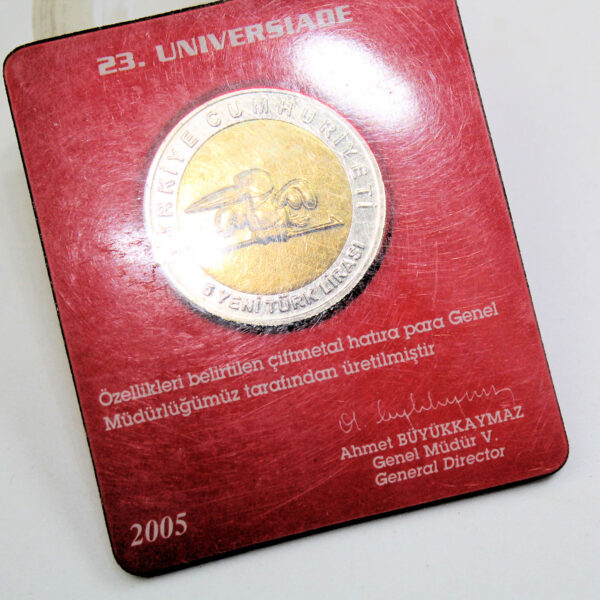 23. UNIVERSIADE
TÜRKİYE CUMHURİYETİ
5 YENİ TÜRK LİRASI
Özellikleri belirtilen çiftmetal hatıra para Genel
Müdürlüğümüz tarafından üretilmiştir
Ahmet BÜYÜKKAYMAZ
Genel Müdür V.
General Director
2005